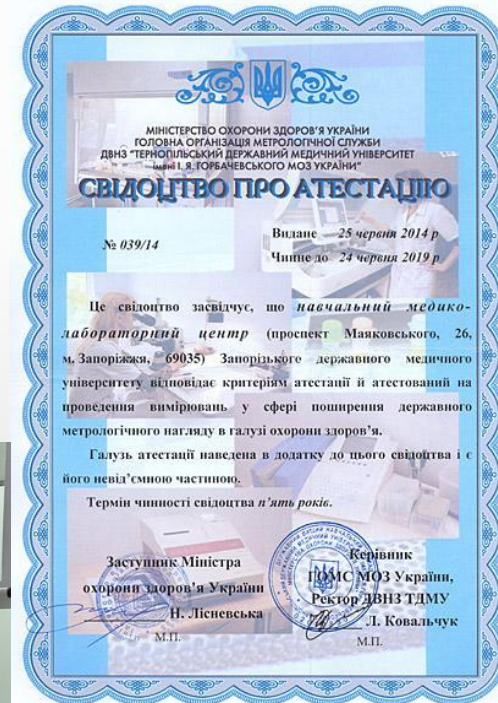 МІНІСТЕРСТВО ОХОРОНИ ЗДОРОВ'Я УКРАЇНИ
ГОЛОВНА ОРГАНІЗАЦІЯ МЕТРОЛОГІЧНОЇ СЛУЖБИ
ДВНЗ "ТЕРНОПІЛЬСЬКИЙ ДЕРЖАВНИЙ МЕДИЧНИЙ УНІВЕРСИТЕТ
імені І. Я. ГОРБАЧЕВСЬКОГО МОЗ УКРАЇНИ"
СВІДОЦТВО ПРО АТЕСТАЦІЮ
№ 039/14
Видане 25 червня 2014 р
Чинне до 24 червня 2019 р
Це свідоцтво засвідчує, що навчальний медико-
лабораторний центр (проспект Маяковського, 26,
м. Запоріжжя, 69035) Запорізького державного медичного
університету відповідає критеріям атестації й атестований на
проведення вимірювань у сфері поширення державного
метрологічного нагляду в галузі охорони здоров'я.
Галузь атестації наведена в додатку до цього свідоцтва і є
його невід'ємною частиною.
Термін чинності свідоцтва п'ять років.
Заступник Міністра
охорони здоров'я України
Н. Лісневська
М.П.
Керівник
ГОМС МОЗ України,
Ректор ДВНЗ ТДМУ
Л. Ковальчук
М.П.